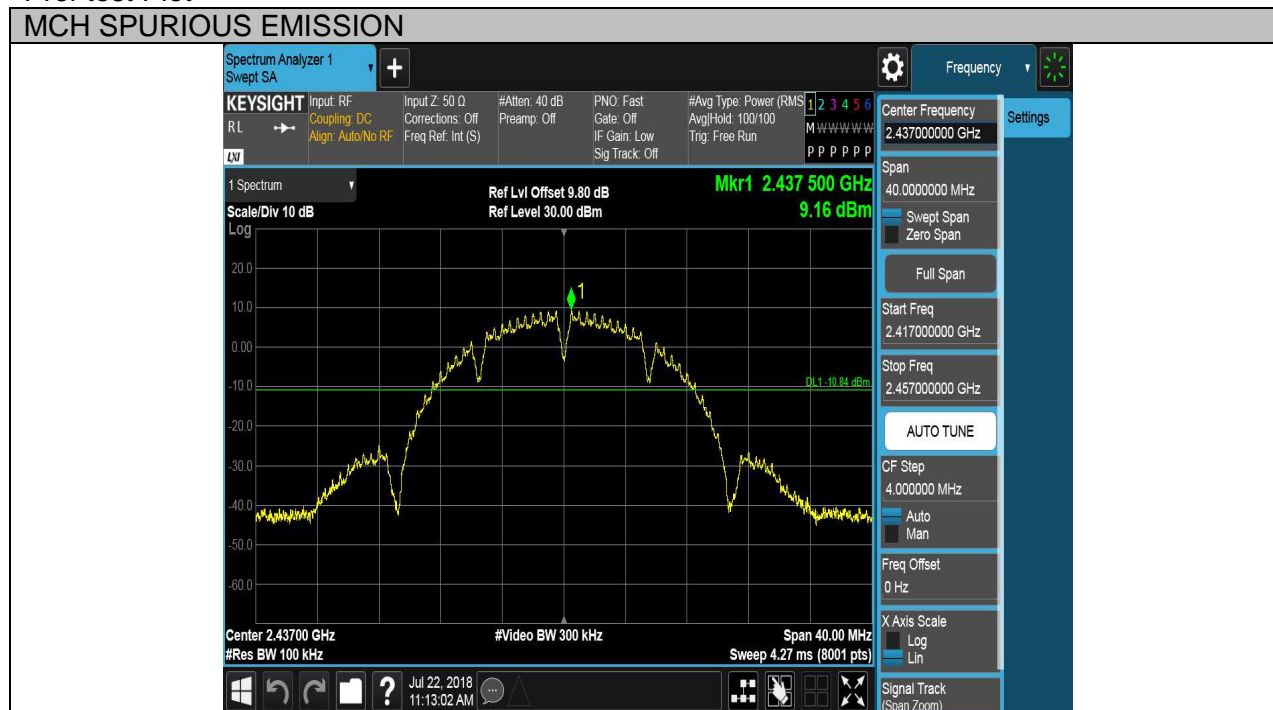 MCH SPURIOUS EMISSION
Spectrum Analyzer 1
Swept SA
Frequency
KEYSIGHT
RL
LXI
Input: RF
Coupling: DC
Align: Auto/No RF
Input Z: 50 Ω
Corrections: Off
Freq Ref: Int (S)
#Atten: 40 dB
Preamp: Off
PNO: Fast
Gate: Off
IF Gain: Low
Sig Track: Off
#Avg Type: Power (RMS
Avg|Hold: 100/100
Trig: Free Run
1 2 3 4 5 6
M W W W W W
P P P P P P
Center Frequency
2.437000000 GHz
Settings
1 Spectrum
Scale/Div 10 dB
Log
Ref Lvl Offset 9.80 dB
Ref Level 30.00 dBm
Mkr1 2.437 500 GHz
9.16 dBm
20.0
10.0
0.00
-10.0
-20.0
-30.0
-40.0
-50.0
-60.0
1
DL1 -10.84 dBm
Center 2.43700 GHz
#Res BW 100 kHz
#Video BW 300 kHz
Span 40.00 MHz
Sweep 4.27 ms (8001 pts)
Span
40.0000000 MHz
Swept Span
Zero Span
Full Span
Start Freq
2.417000000 GHz
Stop Freq
2.457000000 GHz
AUTO TUNE
CF Step
4.000000 MHz
Auto
Man
Freq Offset
0 Hz
X Axis Scale
Log
Lin
Signal Track
(Span Zoom)
?
Jul 22, 2018
11:13:02 AM